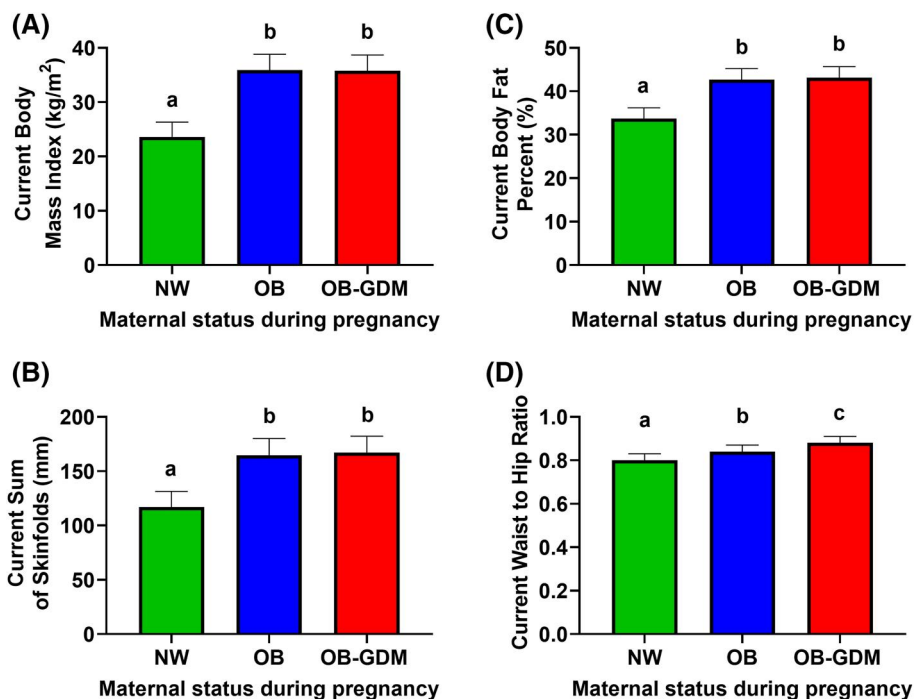 (A)
Current Body
Mass Index (kg/m²)
40
30
20
10
0
a
b
b
NW
OB
OB-GDM
Maternal status during pregnancy
(B)
Current Sum
of Skinfolds (mm)
200
150
100
50
0
a
b
b
NW
OB
OB-GDM
Maternal status during pregnancy
(C)
Current Body Fat
Percent (%)
50
40
30
20
10
0
a
b
b
NW
OB
OB-GDM
Maternal status during pregnancy
(D)
Current Waist to Hip Ratio
1.0
0.8
0.6
0.4
0.2
0.0
a
b
c
NW
OB
OB-GDM
Maternal status during pregnancy